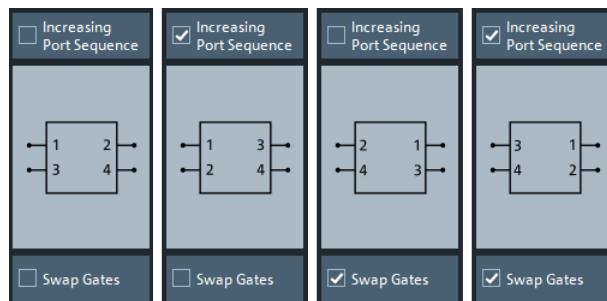 Increasing
Port Sequence
1 2
3 4
Swap Gates
Increasing
Port Sequence
1 3
2 4
Swap Gates
Increasing
Port Sequence
2 1
4 3
Swap Gates
Increasing
Port Sequence
3 1
4 2
Swap Gates